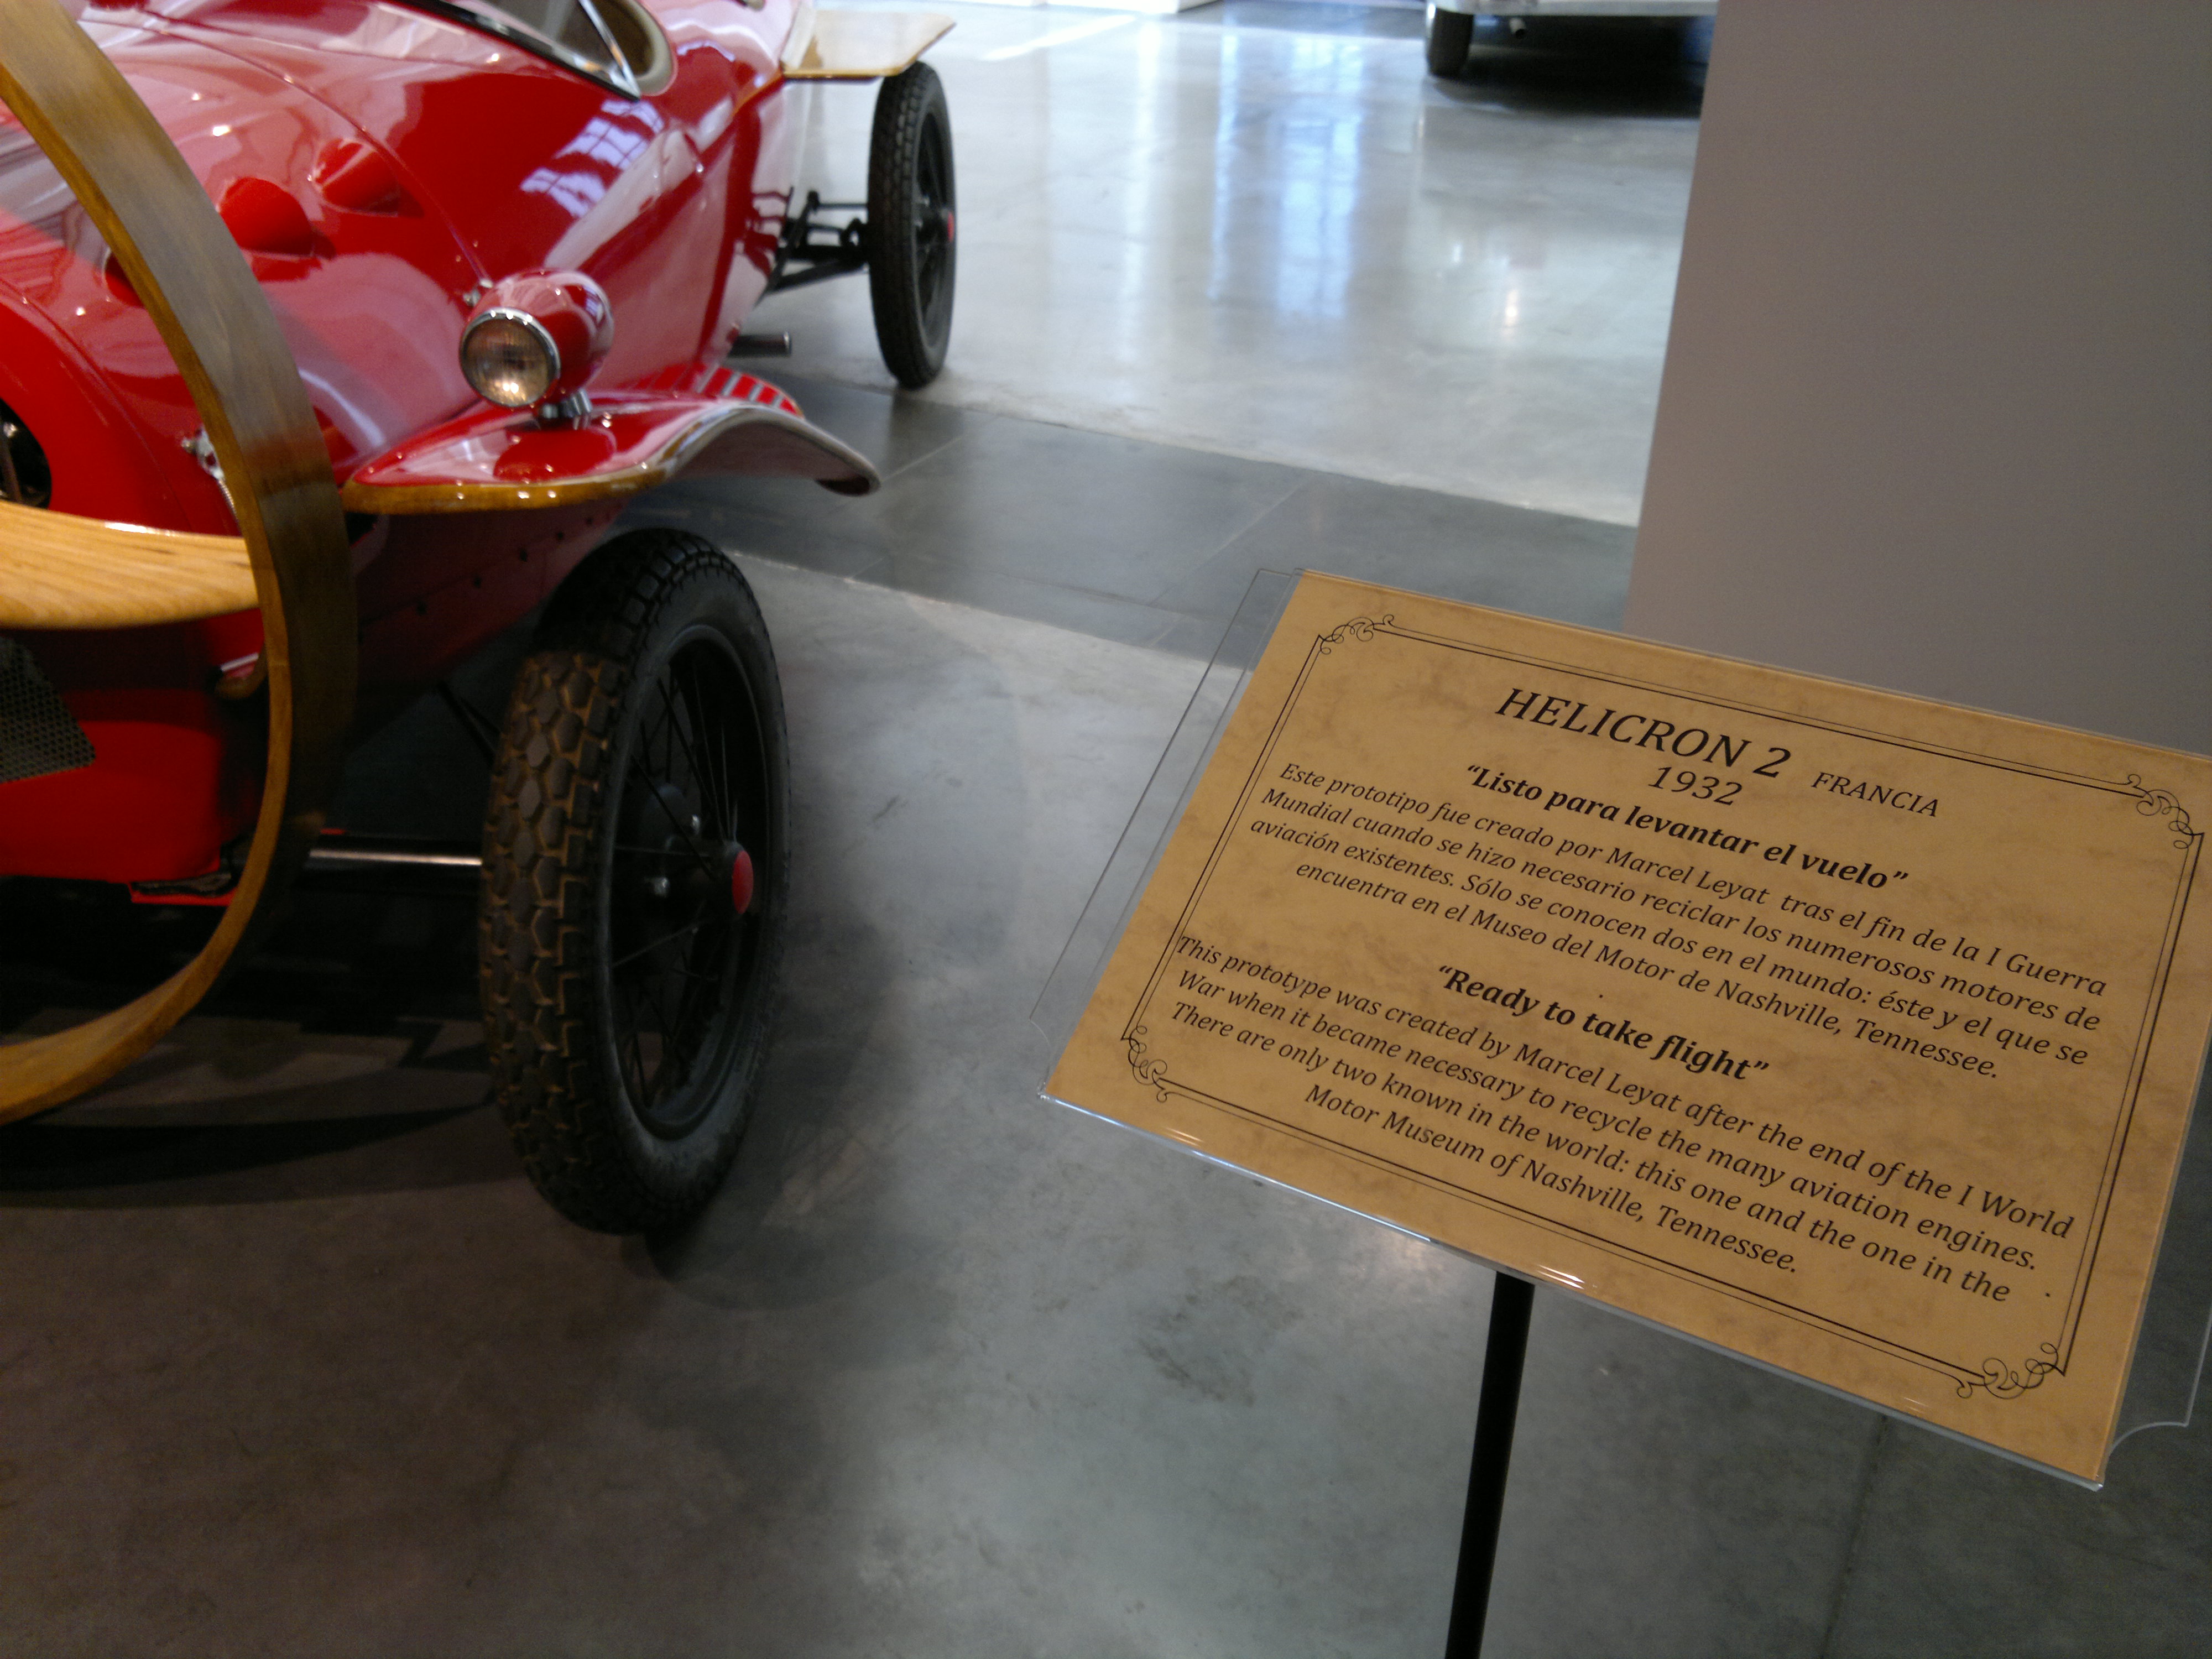 HELICRON 2 FRANCIA
1932
“Listo para levantar el vuelo”
Este prototipo fue creado por Marcel Leyat tras el fin de la I Guerra
Mundial cuando se hizo necesario reciclar los numerosos motores de
aviación existentes. Sólo se conocen dos en el mundo: éste y el que se
encuentra en el Museo del Motor de Nashville, Tennessee.
“Ready to take flight”
This prototype was created by Marcel Leyat after the end of the I World
War when it became necessary to recycle the many aviation engines.
There are only two known in the world: this one and the one in the
Motor Museum of Nashville, Tennessee.